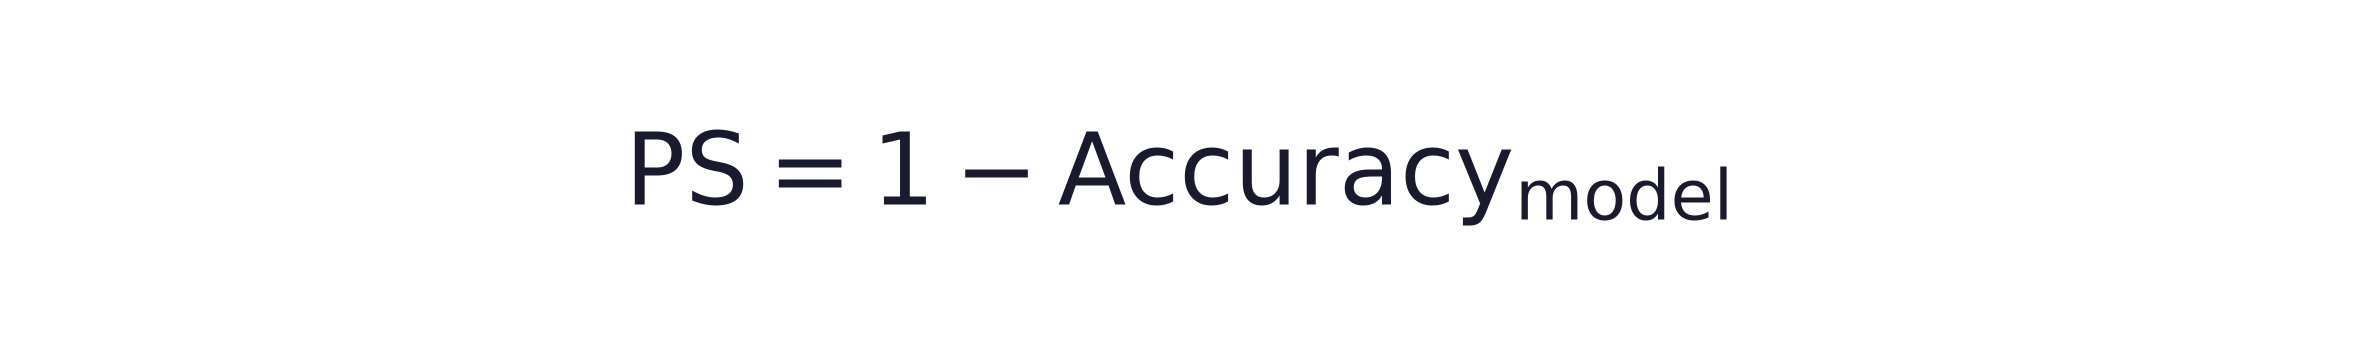 PS = 1 − Accuracy_model